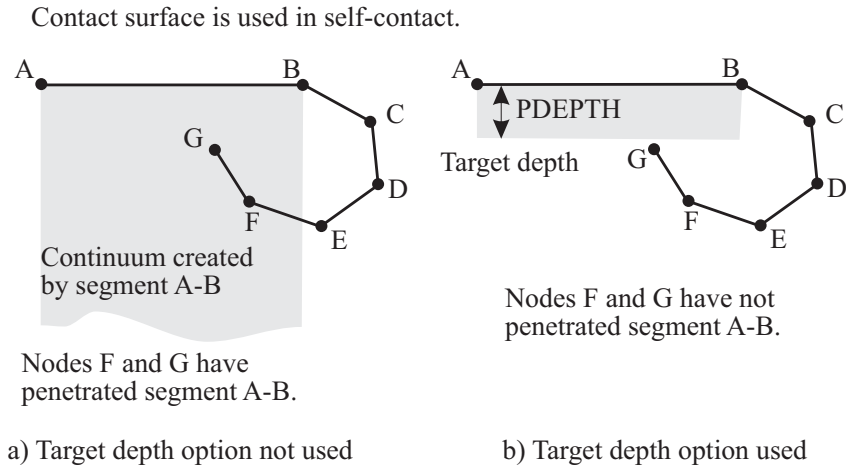 Contact surface is used in self-contact.
A
B
C
D
E
F
G
Continuum created
by segment A-B
Nodes F and G have
penetrated segment A-B.
a) Target depth option not used
A
B
PDEPTH
C
Target depth
G
D
F
E
Nodes F and G have not
penetrated segment A-B.
b) Target depth option used